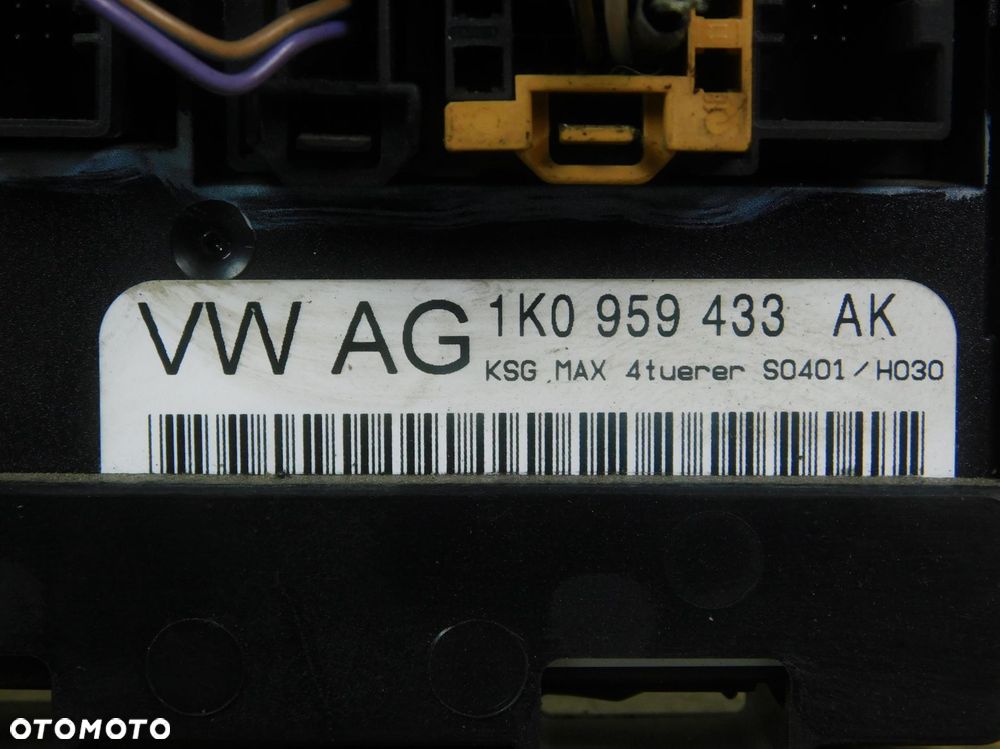 VW AG 1K0 959 433 AK
KSG MAX 4tuerer S0401/H030
OTOMOTO